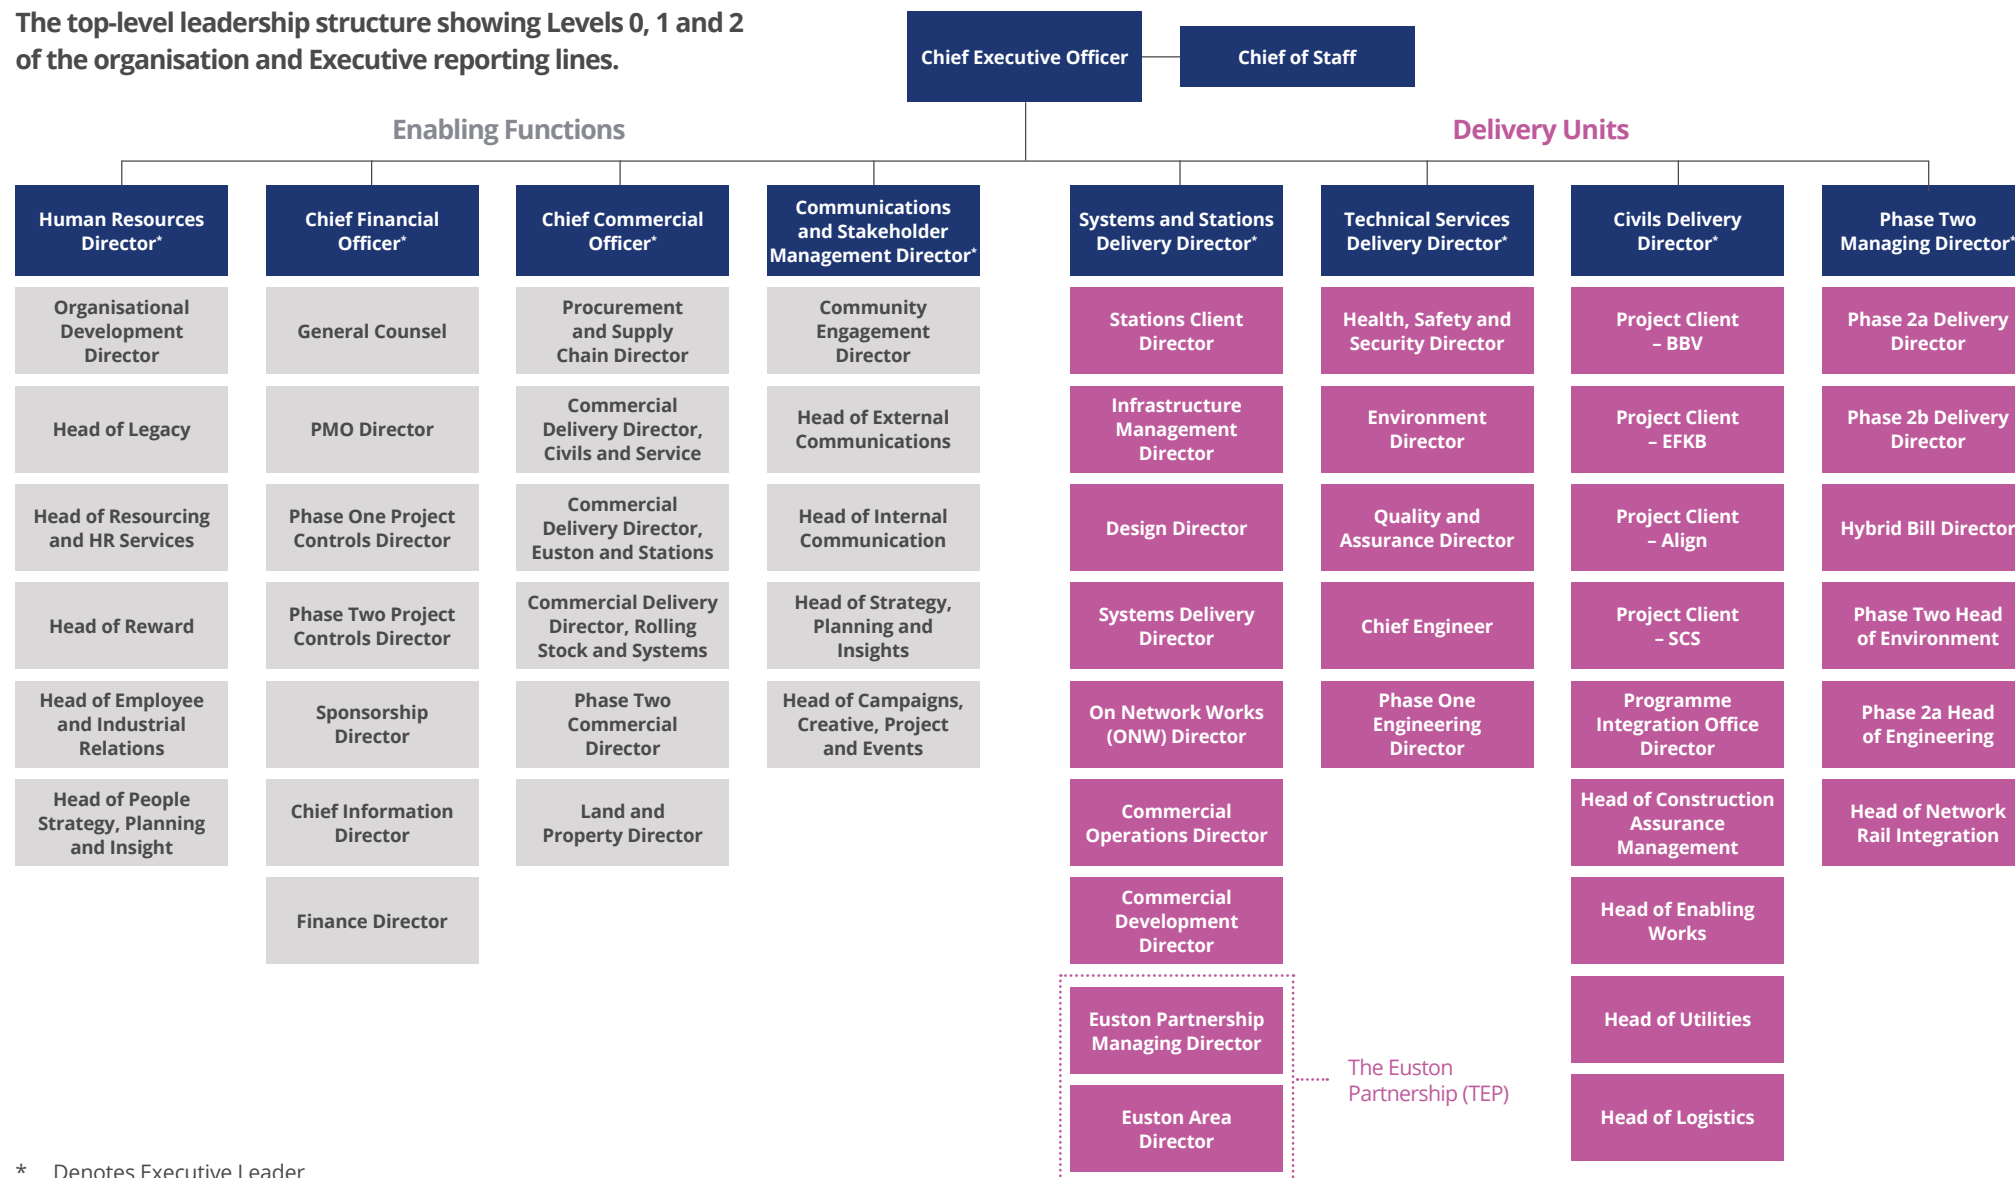 The top-level leadership structure showing Levels 0, 1 and 2
of the organisation and Executive reporting lines.
Chief Executive Officer
Chief of Staff
Enabling Functions
Delivery Units
Human Resources
Director*
Organisational
Development
Director
Head of Legacy
Head of Resourcing
and HR Services
Head of Reward
Head of Employee
and Industrial
Relations
Head of People
Strategy, Planning
and Insight
Chief Financial
Officer*
General Counsel
PMO Director
Phase One Project
Controls Director
Phase Two Project
Controls Director
Sponsorship
Director
Chief Information
Director
Finance Director
Chief Commercial
Officer*
Procurement
and Supply
Chain Director
Commercial
Delivery Director,
Civils and Service
Commercial
Delivery Director,
Euston and Stations
Commercial Delivery
Director, Rolling
Stock and Systems
Phase Two
Commercial
Director
Land and
Property Director
Communications
and Stakeholder
Management Director*
Community
Engagement
Director
Head of External
Communications
Head of Internal
Communication
Head of Strategy,
Planning and
Insights
Head of Campaigns,
Creative, Project
and Events
Systems and Stations
Delivery Director*
Stations Client
Director
Infrastructure
Management
Director
Design Director
Systems Delivery
Director
On Network Works
(ONW) Director
Commercial
Operations Director
Commercial
Development
Director
Euston Partnership
Managing Director
Euston Area
Director
The Euston
Partnership (TEP)
Technical Services
Delivery Director*
Health, Safety and
Security Director
Environment
Director
Quality and
Assurance Director
Chief Engineer
Phase One
Engineering
Director
Civils Delivery
Director*
Project Client
– BBV
Project Client
– EFKB
Project Client
– Align
Project Client
– SCS
Programme
Integration Office
Director
Head of Construction
Assurance
Management
Head of Enabling
Works
Head of Utilities
Head of Logistics
Phase Two
Managing Director*
Phase 2a Delivery
Director
Phase 2b Delivery
Director
Hybrid Bill Director
Phase Two Head
of Environment
Phase 2a Head
of Engineering
Head of Network
Rail Integration
* Denotes Executive Leader